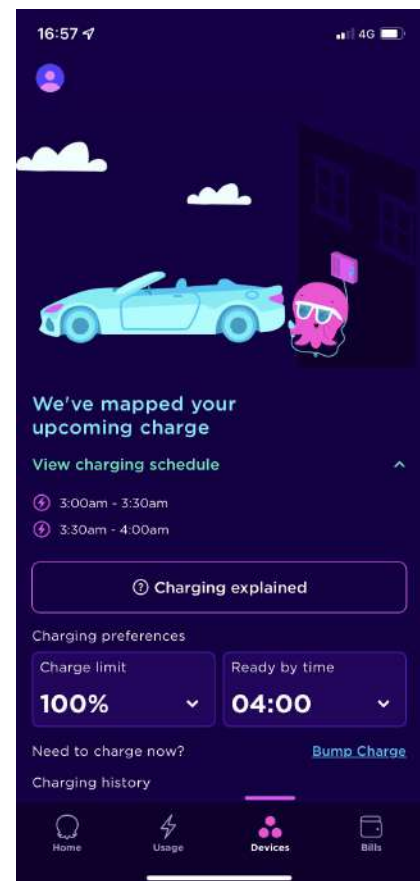 16:57
4G
We've mapped your
upcoming charge
View charging schedule
3:00am - 3:30am
3:30am - 4:00am
Charging explained
Charging preferences
Charge limit
Ready by time
100%
04:00
Need to charge now?
Bump Charge
Charging history
Home
Usage
Devices
Bills